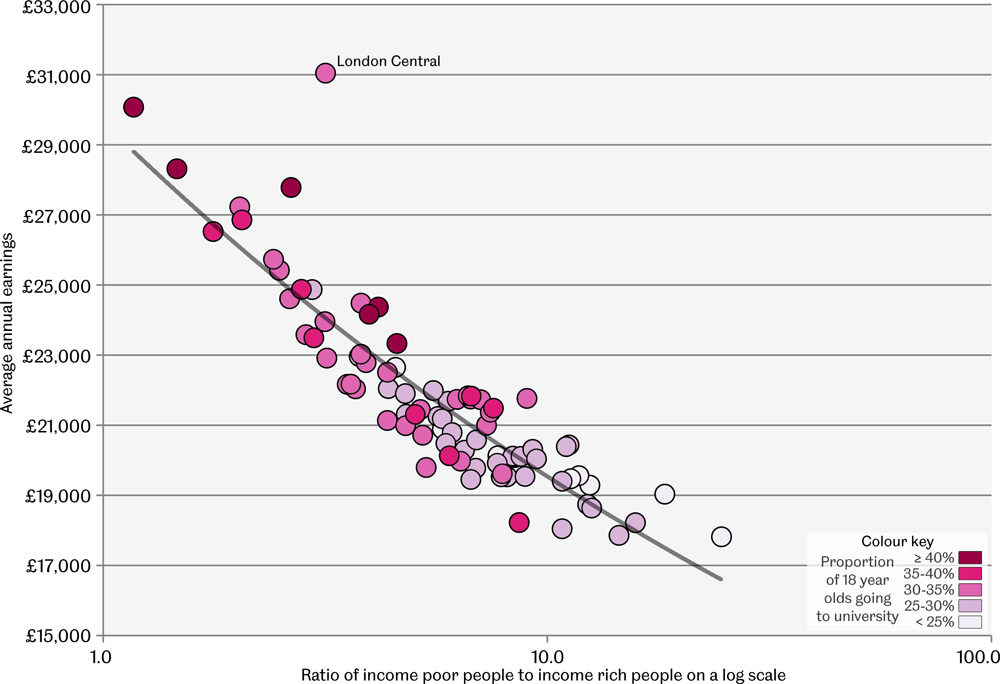 £33,000
London Central
£31,000
£29,000
£27,000
£25,000
£23,000
£21,000
£19,000
£17,000
£15,000
Average annual earnings
1.0
10.0
100.0
Ratio of income poor people to income rich people on a log scale
Colour key
Proportion
of 18 year
olds going
to university
≥ 40%
35-40%
30-35%
25-30%
< 25%